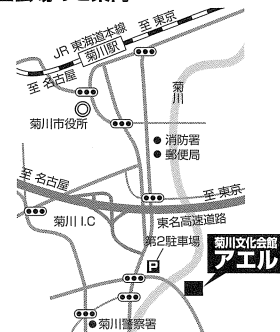 JR 東海道本線
至 東京
菊川駅
至 名古屋
菊川
菊川市役所
消防署
郵便局
至 名古屋
至 東京
菊川 I.C
東名高速道路
第2駐車場
P
菊川文化会館
アエル
菊川警察署